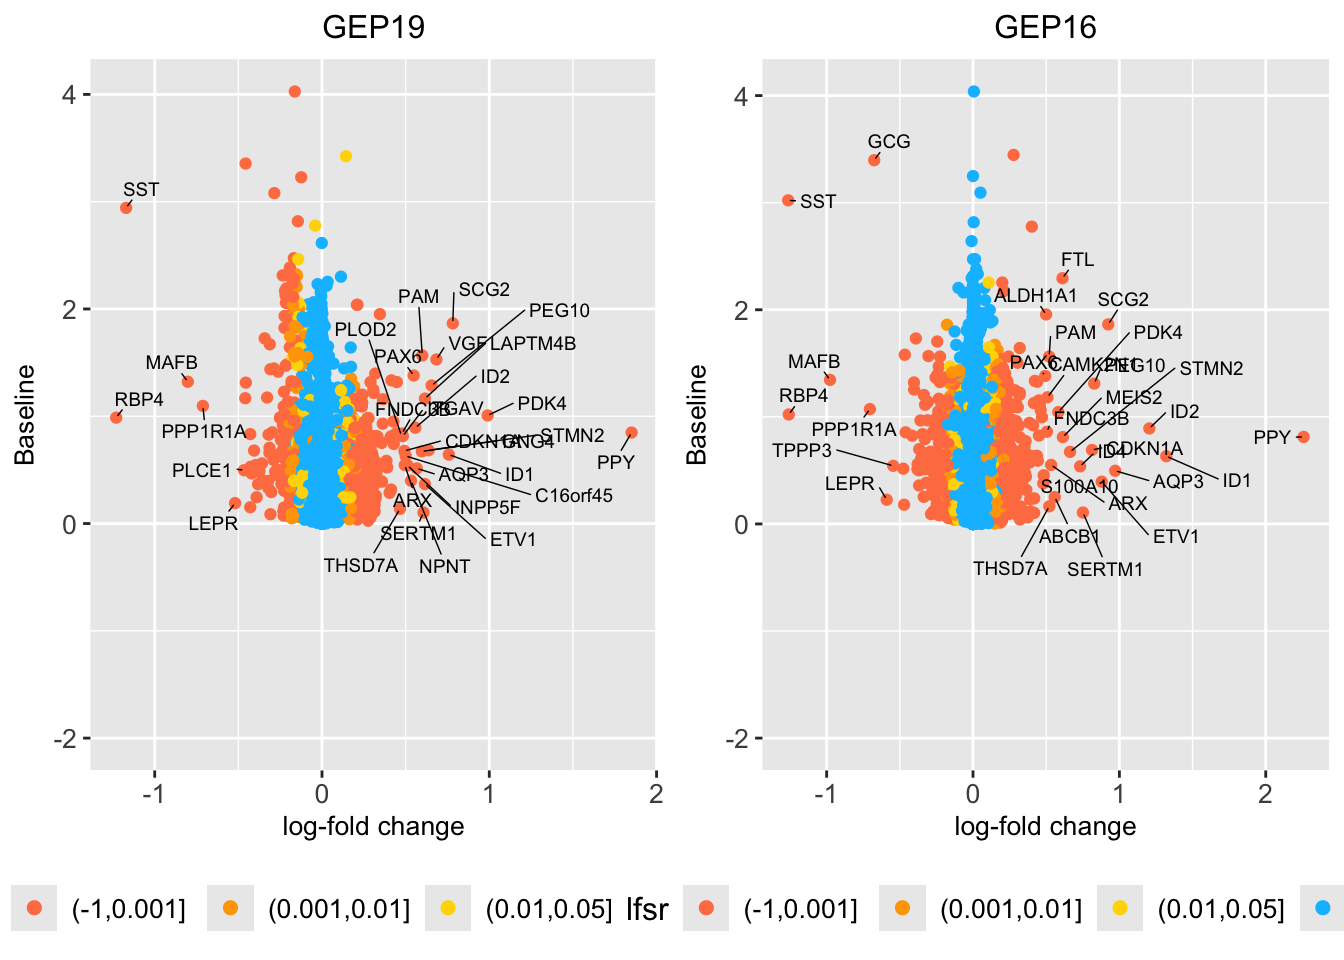 GEP19
4
2
0
-2
Baseline
SST
MAFB
RBP4
PPP1R1A
PLCE1
LEPR
PAM
SCG2
PEG10
PLOD2
VGF
LAPTM4B
PAX6
ID2
FNDC3B
PDK4
CDKN1A
STMN2
PPY
AQP3
ID1
C16orf45
ARX
INPP5F
SERTM1
ETV1
THSD7A
NPNT
-1
0
1
2
log-fold change
(-1,0.001]
(0.001,0.01]
(0.01,0.05]
GEP16
4
2
0
-2
Baseline
GCG
SST
FTL
ALDH1A1
SCG2
PAM
PDK4
MAFB
PAX6
PEG10
STMN2
RBP4
MEIS2
ID2
PPP1R1A
FNDC3B
PPY
TPPP3
CDKN1A
ID4
LEPR
S100A10
AQP3
ID1
ARX
ABCB1
ETV1
THSD7A
SERTM1
-1
0
1
2
log-fold change
lfsr
(-1,0.001]
(0.001,0.01]
(0.01,0.05]